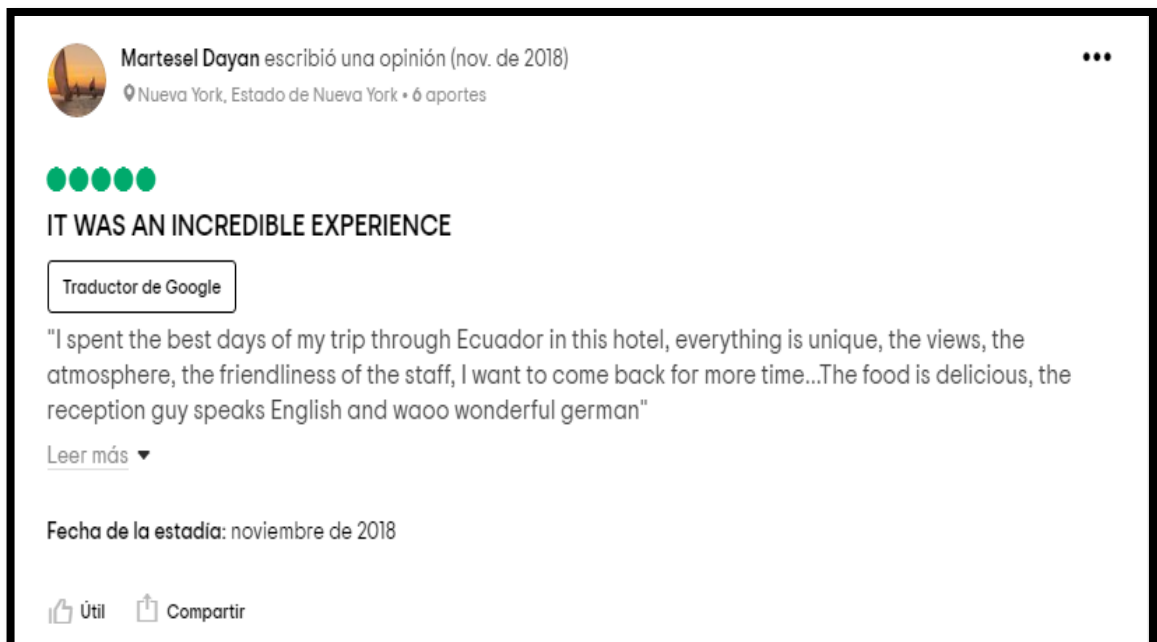 Martesel Dayan escribió una opinión (nov. de 2018)
Nueva York, Estado de Nueva York • 6 aportes
IT WAS AN INCREDIBLE EXPERIENCE
Traductor de Google
"I spent the best days of my trip through Ecuador in this hotel, everything is unique, the views, the
atmosphere, the friendliness of the staff, I want to come back for more time...The food is delicious, the
reception guy speaks English and waoo wonderful german"
Leer más
Fecha de la estadía: noviembre de 2018
Útil Compartir